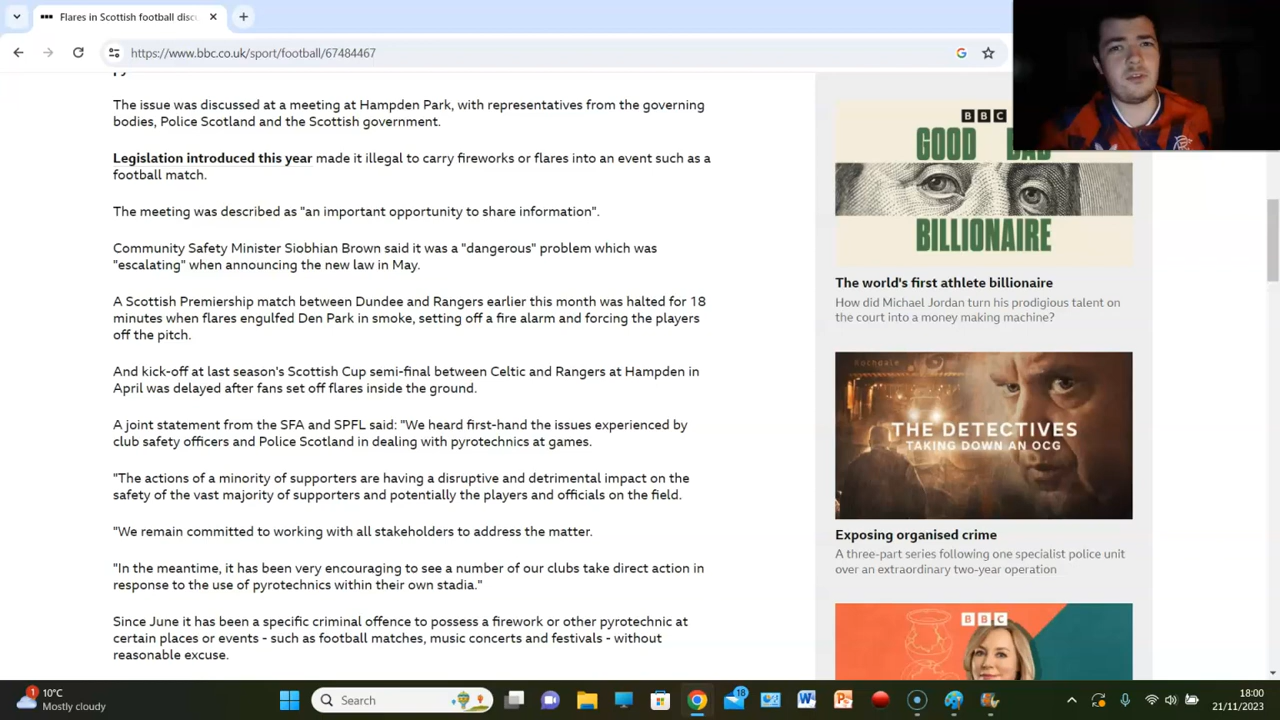 Flares in Scottish football disc
https://www.bbc.co.uk/sport/football/67484467
The issue was discussed at a meeting at Hampden Park, with representatives from the governing
bodies, Police Scotland and the Scottish government.
Legislation introduced this year made it illegal to carry fireworks or flares into an event such as a
football match.
The meeting was described as "an important opportunity to share information".
Community Safety Minister Siobhian Brown said it was a "dangerous" problem which was
"escalating" when announcing the new law in May.
A Scottish Premiership match between Dundee and Rangers earlier this month was halted for 18
minutes when flares engulfed Den Park in smoke, setting off a fire alarm and forcing the players
off the pitch.
And kick-off at last season's Scottish Cup semi-final between Celtic and Rangers at Hampden in
April was delayed after fans set off flares inside the ground.
A joint statement from the SFA and SPFL said: "We heard first-hand the issues experienced by
club safety officers and Police Scotland in dealing with pyrotechnics at games.
"The actions of a minority of supporters are having a disruptive and detrimental impact on the
safety of the vast majority of supporters and potentially the players and officials on the field.
"We remain committed to working with all stakeholders to address the matter.
"In the meantime, it has been very encouraging to see a number of our clubs take direct action in
response to the use of pyrotechnics within their own stadia."
Since June it has been a specific criminal offence to possess a firework or other pyrotechnic at
certain places or events - such as football matches, music concerts and festivals - without
reasonable excuse.
BBC
GOOD BAD
BILLIONAIRE
The world's first athlete billionaire
How did Michael Jordan turn his prodigious talent on
the court into a money making machine?
Rochdale
THE DETECTIVES
TAKING DOWN AN OCG
Exposing organised crime
A three-part series following one specialist police unit
over an extraordinary two-year operation
BBC
1
10°C
Mostly cloudy
Search
18
18:00
21/11/2023